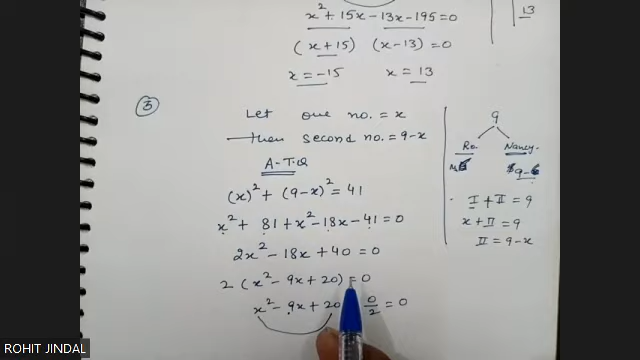 x² + 15x - 13x - 195 = 0
(x+15) (x-13) = 0
x = -15 x = 13
13
③
Let one no. = x
then second no. = 9-x
A.T.Q
(x)² + (9-x)² = 41
x² + 81 + x² - 18x - 41 = 0
2x² - 18x + 40 = 0
2 (x² - 9x + 20) = 0
x² - 9x + 20 0/2 = 0
9
Ro. Nancy
9-
I + II = 9
x + II = 9
II = 9-x
ROHIT JINDAL